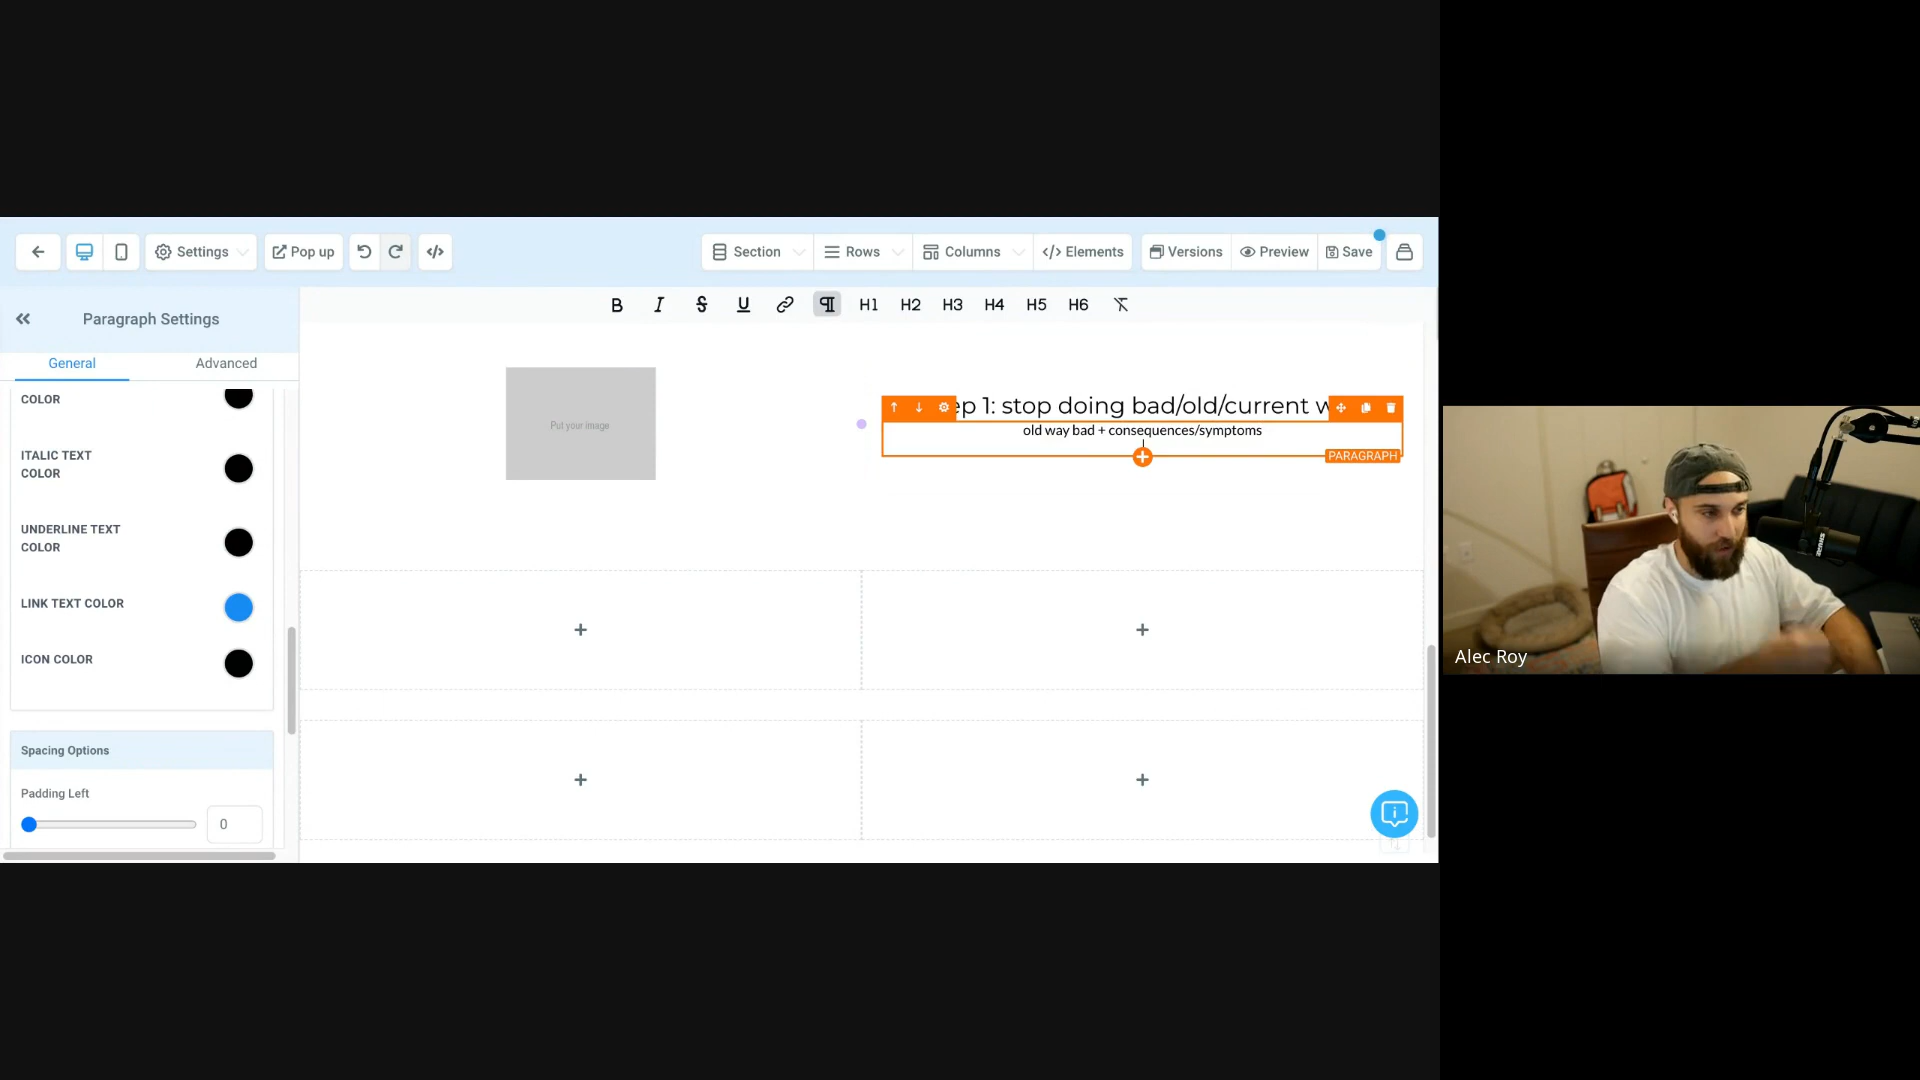 Settings
Pop up
Section
Rows
Columns
</> Elements
Versions
Preview
Save
Paragraph Settings
General
Advanced
B I S U H1 H2 H3 H4 H5 H6
COLOR
ITALIC TEXT
COLOR
UNDERLINE TEXT
COLOR
LINK TEXT COLOR
ICON COLOR
Spacing Options
Padding Left
0
Put your image
ep 1: stop doing bad/old/current w
old way bad + consequences/symptoms
PARAGRAPH
SHURE
Alec Roy